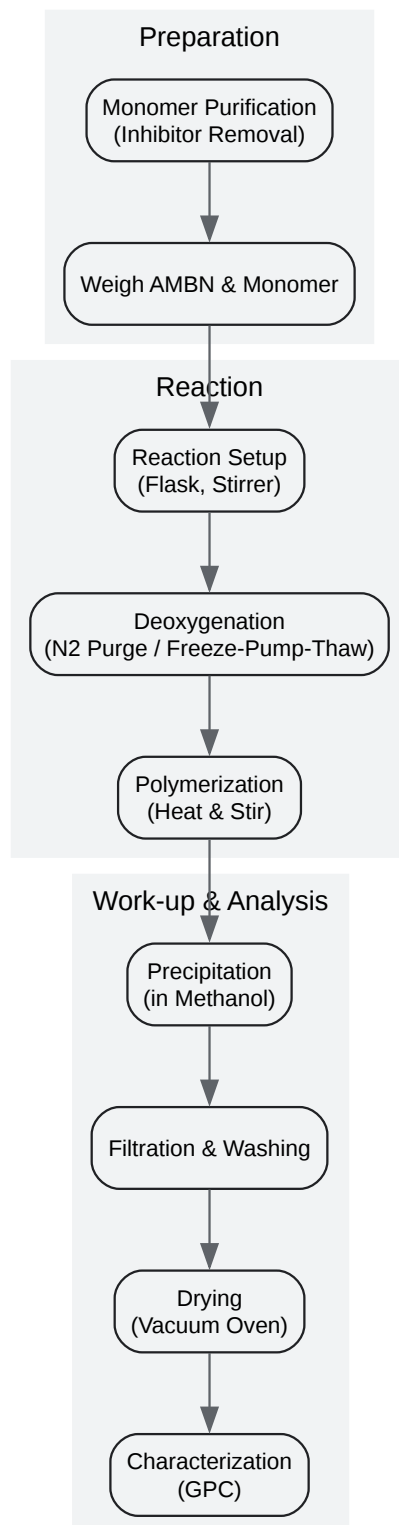 Preparation
Monomer Purification
(Inhibitor Removal)
Weigh AMBN & Monomer
Reaction
Reaction Setup
(Flask, Stirrer)
Deoxygenation
(N2 Purge / Freeze-Pump-Thaw)
Polymerization
(Heat & Stir)
Work-up & Analysis
Precipitation
(in Methanol)
Filtration & Washing
Drying
(Vacuum Oven)
Characterization
(GPC)